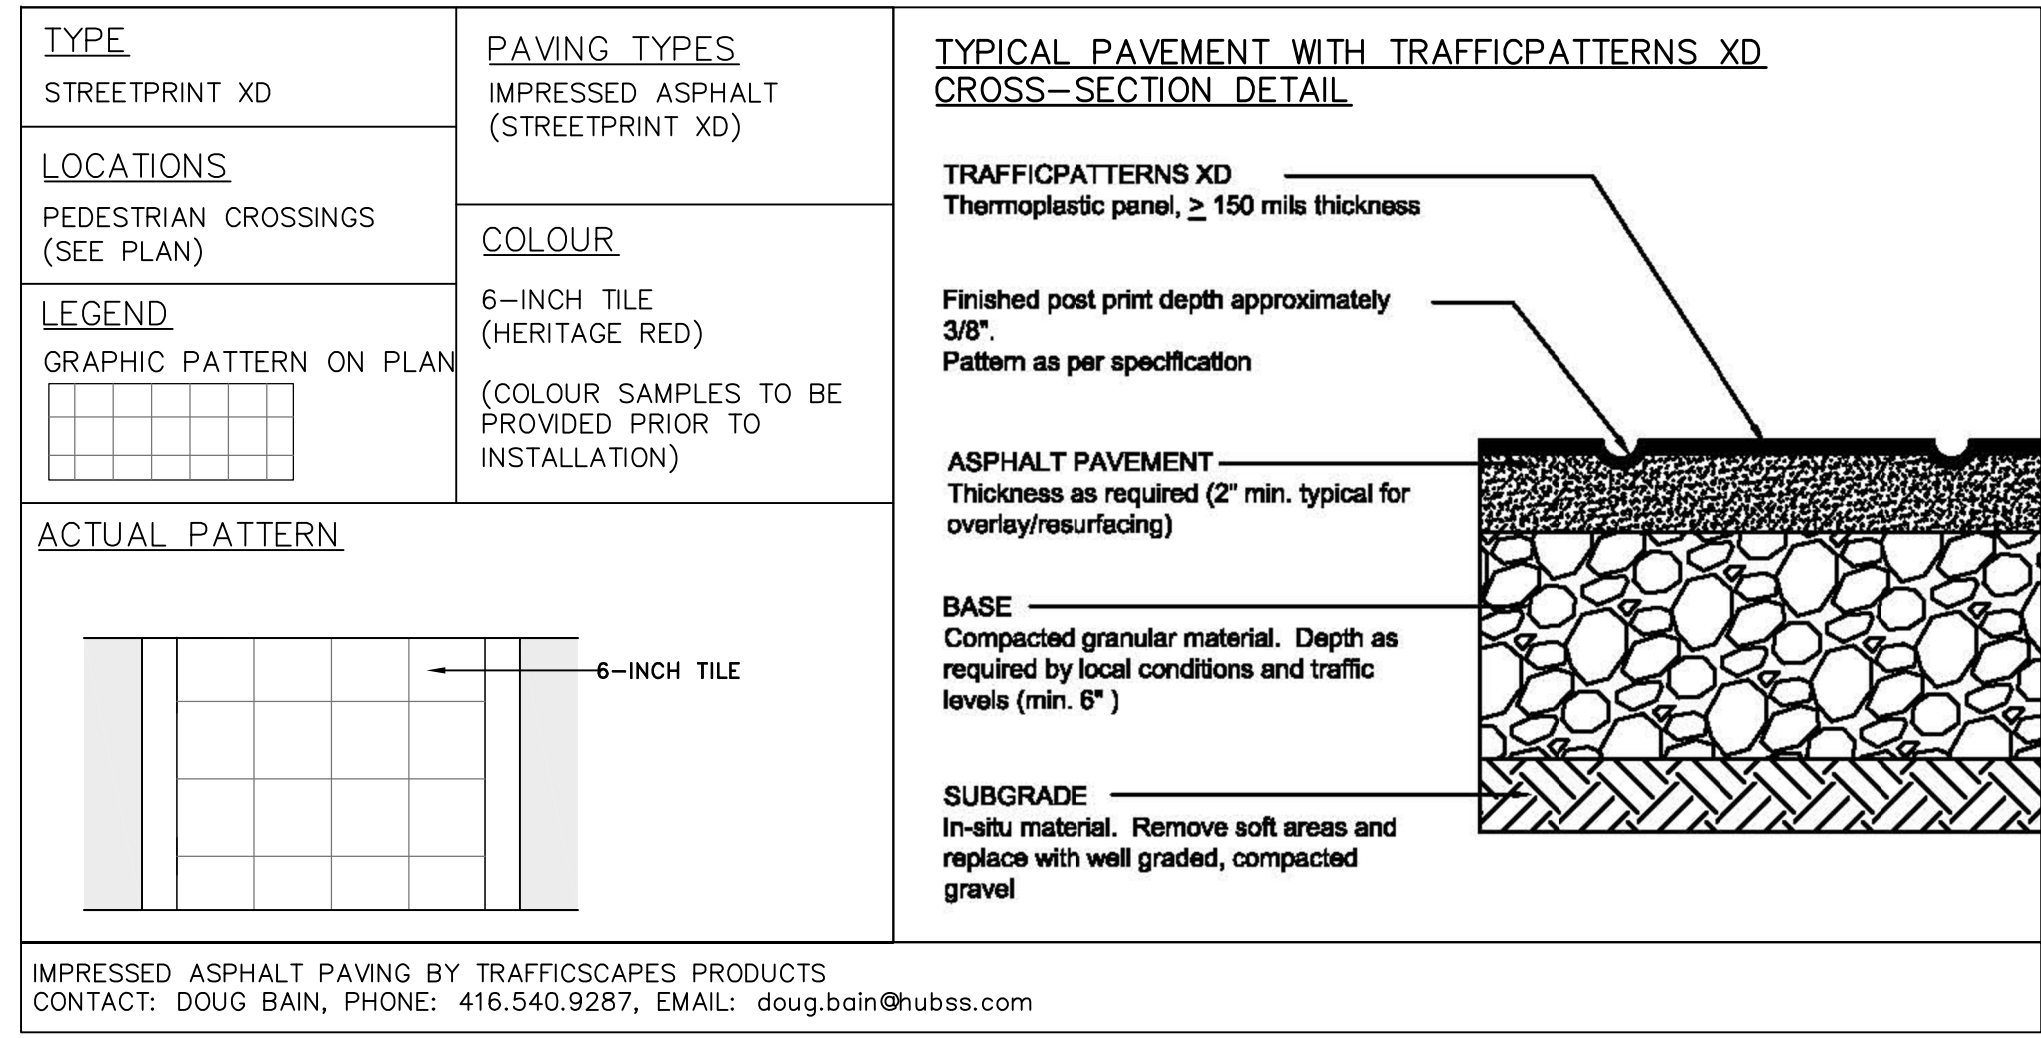 TYPE
STREETPRINT XD
LOCATIONS
PEDESTRIAN CROSSINGS
(SEE PLAN)
LEGEND
GRAPHIC PATTERN ON PLAN
PAVING TYPES
IMPRESSED ASPHALT
(STREETPRINT XD)
COLOUR
6-INCH TILE
(HERITAGE RED)
(COLOUR SAMPLES TO BE
PROVIDED PRIOR TO
INSTALLATION)
ACTUAL PATTERN
6-INCH TILE
TYPICAL PAVEMENT WITH TRAFFICPATTERNS XD
CROSS-SECTION DETAIL
TRAFFICPATTERNS XD
Thermoplastic panel, ≥ 150 mils thickness
Finished post print depth approximately
3/8".
Pattern as per specification
ASPHALT PAVEMENT
Thickness as required (2" min. typical for
overlay/resurfacing)
BASE
Compacted granular material. Depth as
required by local conditions and traffic
levels (min. 6" )
SUBGRADE
In-situ material. Remove soft areas and
replace with well graded, compacted
gravel
IMPRESSED ASPHALT PAVING BY TRAFFICSCAPES PRODUCTS
CONTACT: DOUG BAIN, PHONE: 416.540.9287, EMAIL: doug.bain@hubss.com